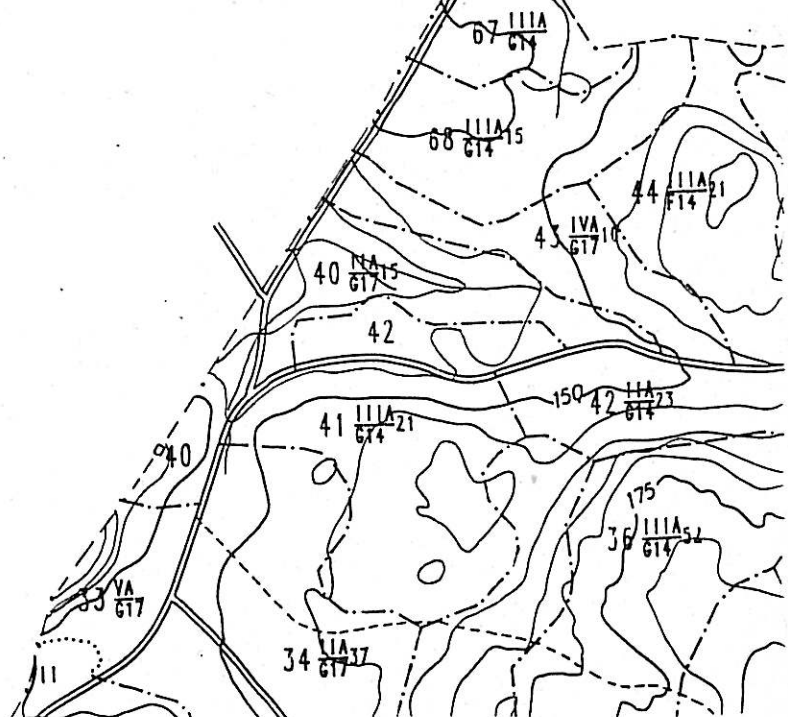 67 IIIA
G14
68 IIIA 15
G14
44 IIIA 21
F14
43 IVA
G17
40 IIA 15
G17
42
150
42 IIA 23
G14
41 IIIA 21
G14
40
175
36 IIIA
G14
33 VA
G17
34 IIA 37
G17
11